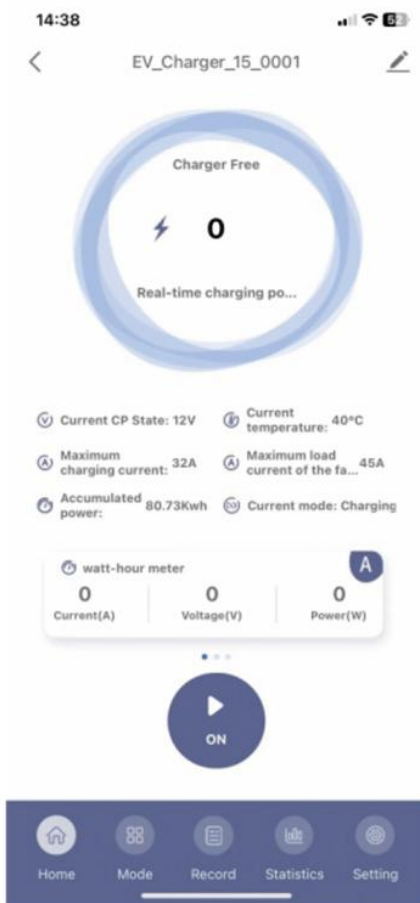 14:38
52
EV_Charger_15_0001
Charger Free
0
Real-time charging po...
Current CP State: 12V
Current
temperature: 40°C
Maximum
charging current: 32A
Maximum load
current of the fa... 45A
Accumulated
power: 80.73Kwh
Current mode: Charging
watt-hour meter
A
0
0
0
Current(A)
Voltage(V)
Power(W)
ON
Home
Mode
Record
Statistics
Setting